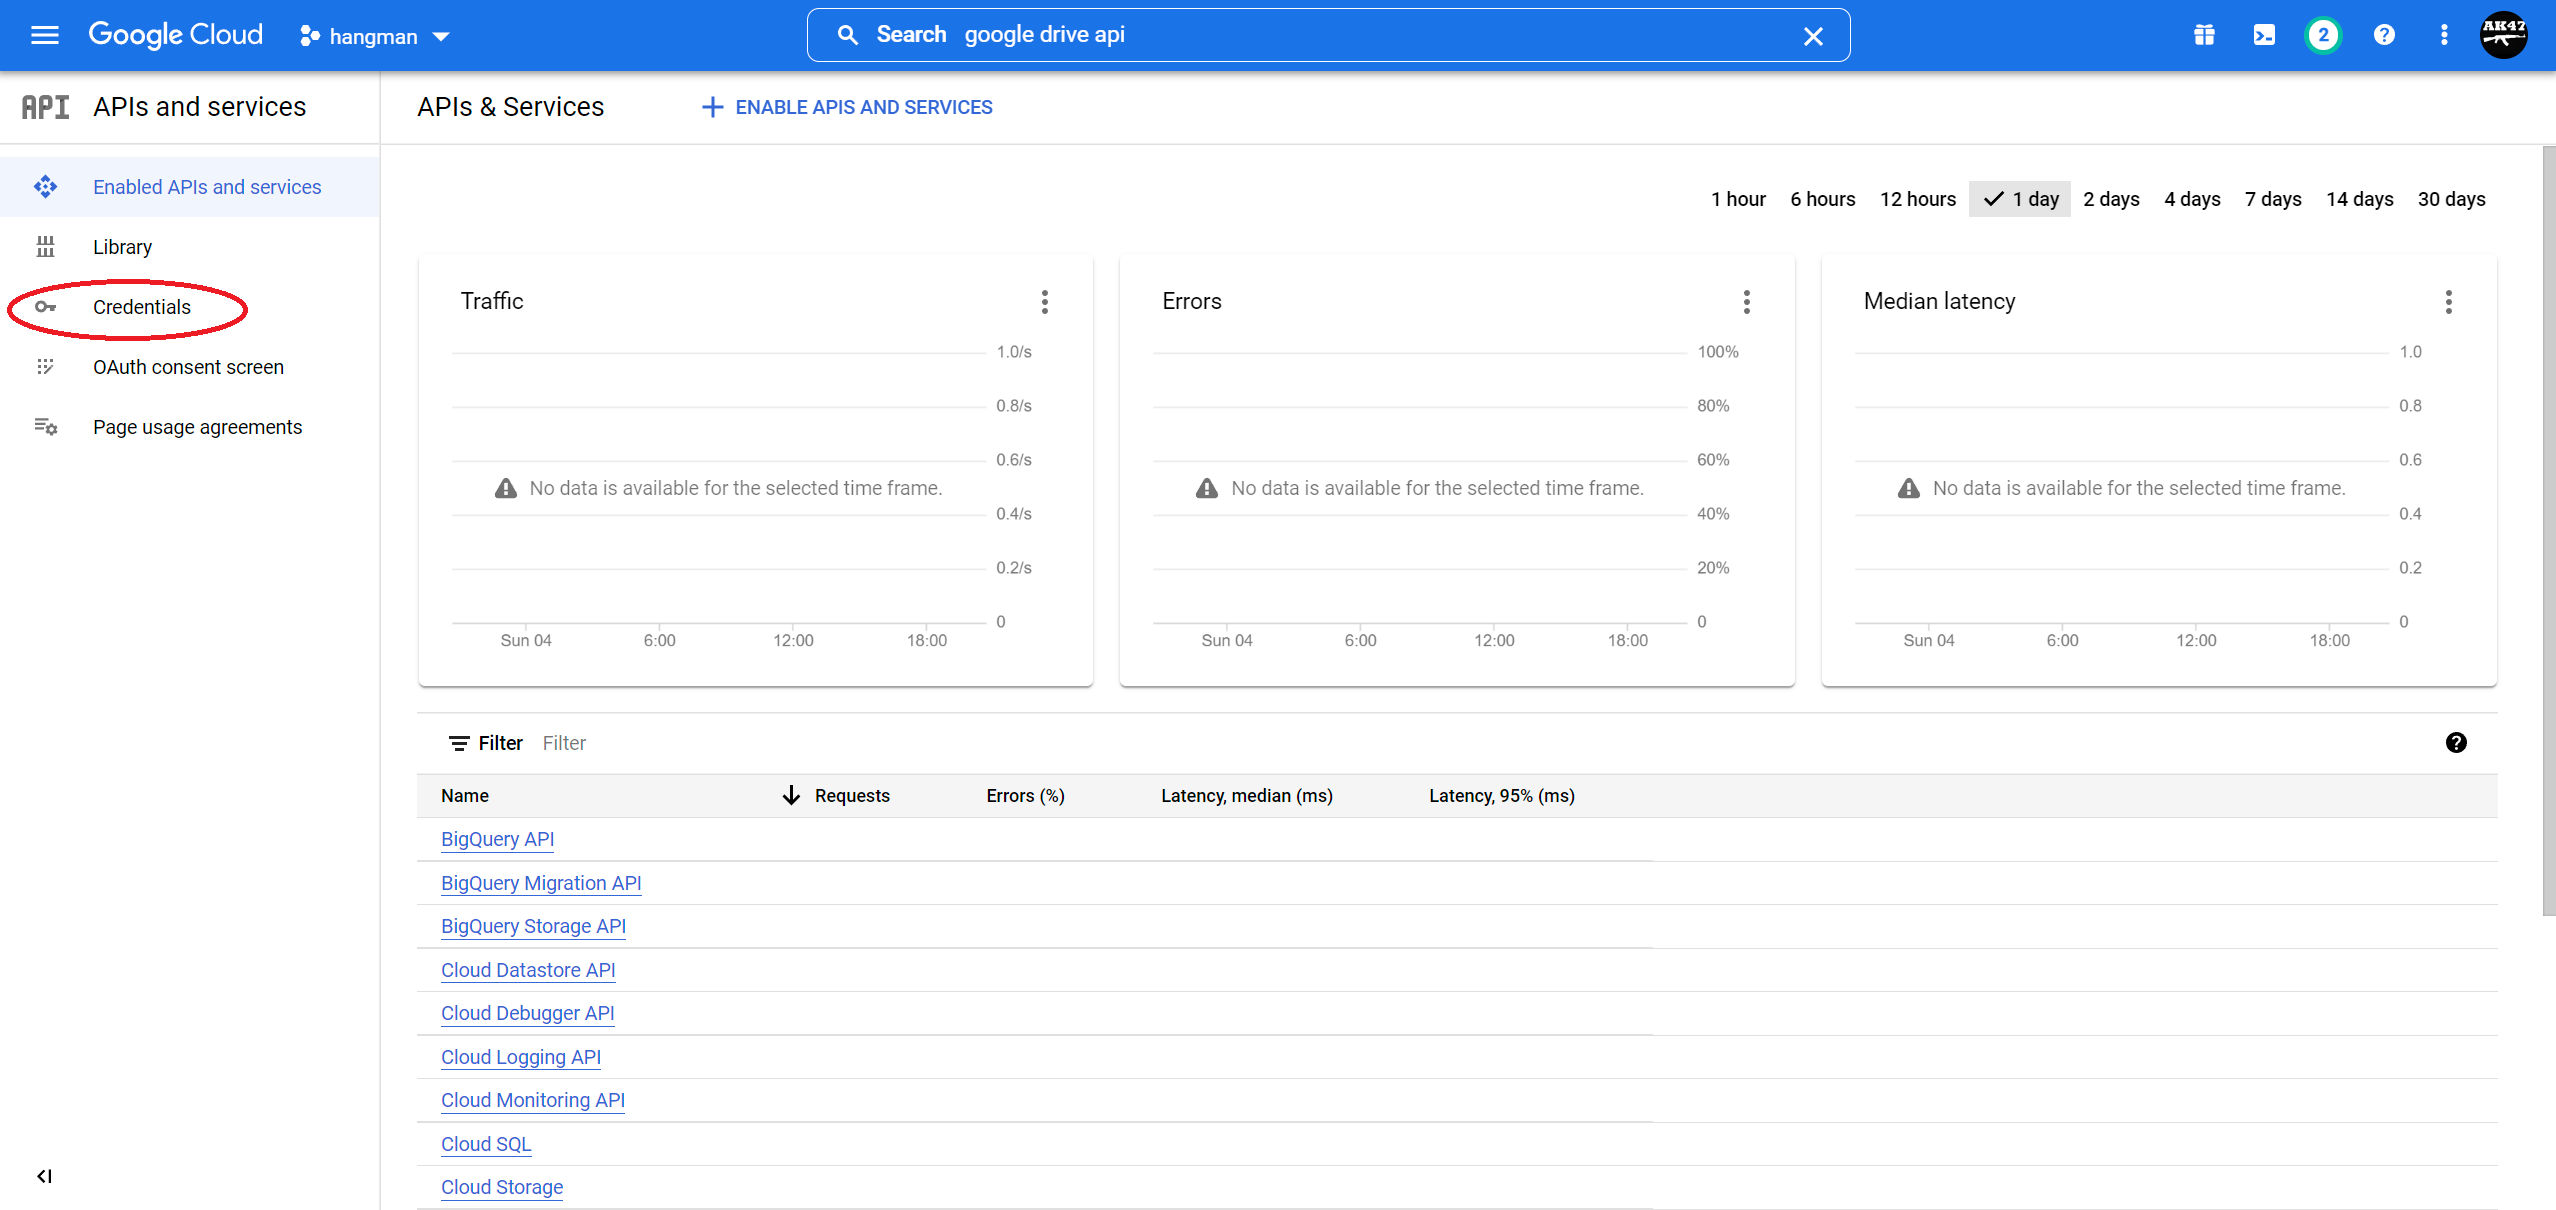 Google Cloud hangman Search google drive api 2 AK47
API APIs and services
Enabled APIs and services
Library
Credentials
OAuth consent screen
Page usage agreements
APIs & Services ENABLE APIS AND SERVICES
1 hour 6 hours 12 hours 1 day 2 days 4 days 7 days 14 days 30 days
Traffic
1.0/s
0.8/s
0.6/s
No data is available for the selected time frame.
0.4/s
0.2/s
0
Sun 04 6:00 12:00 18:00
Errors
100%
80%
60%
No data is available for the selected time frame.
40%
20%
0
Sun 04 6:00 12:00 18:00
Median latency
1.0
0.8
0.6
No data is available for the selected time frame.
0.4
0.2
0
Sun 04 6:00 12:00 18:00
Filter Filter
Name Requests Errors (%) Latency, median (ms) Latency, 95% (ms)
BigQuery API
BigQuery Migration API
BigQuery Storage API
Cloud Datastore API
Cloud Debugger API
Cloud Logging API
Cloud Monitoring API
Cloud SQL
Cloud Storage